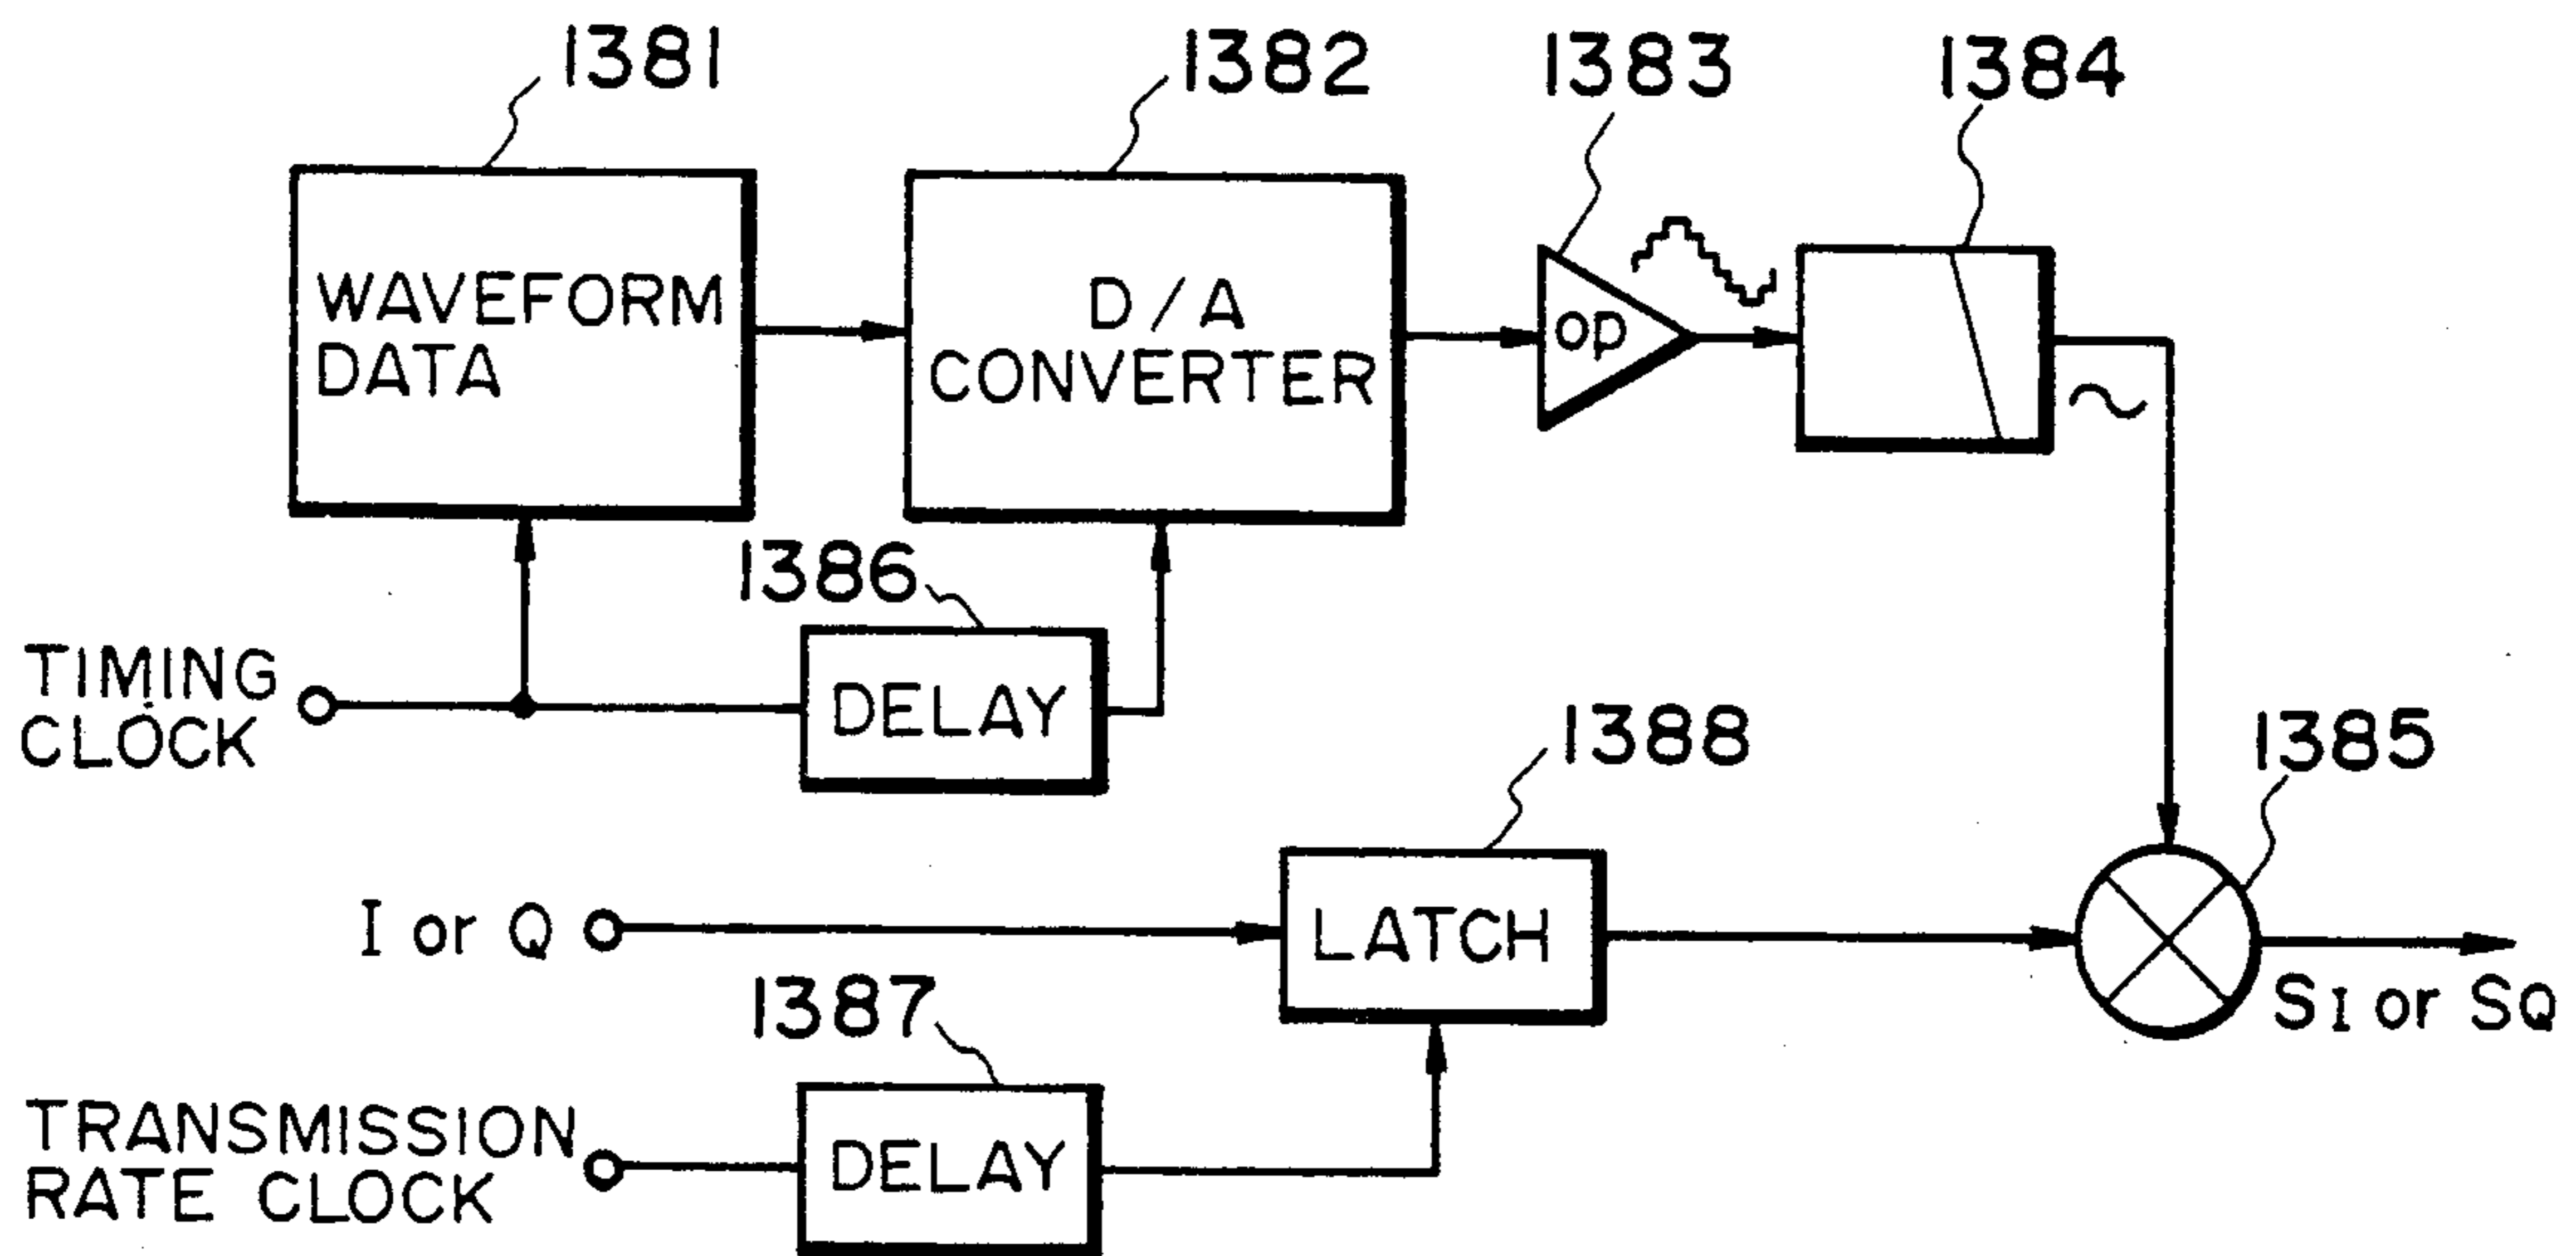 1381
1382
1383
1384
WAVEFORM
DATA
D/A
CONVERTER
op
1386
TIMING
CLOCK
DELAY
1388
1385
I or Q
LATCH
SI or SQ
1387
TRANSMISSION
RATE CLOCK
DELAY